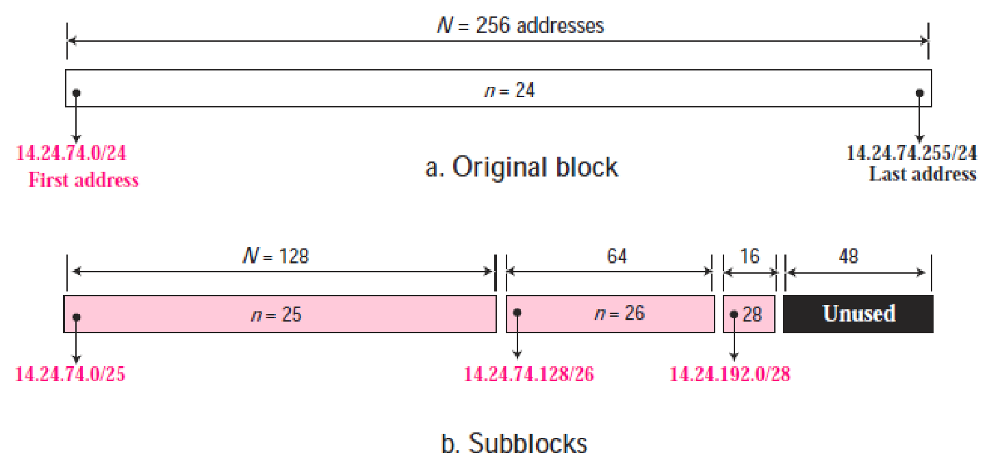 N = 256 addresses
n = 24
14.24.74.0/24
First address
a. Original block
14.24.74.255/24
Last address
N = 128
64
16
48
n = 25
n = 26
28
Unused
14.24.74.0/25
14.24.74.128/26
14.24.192.0/28
b. Subblocks